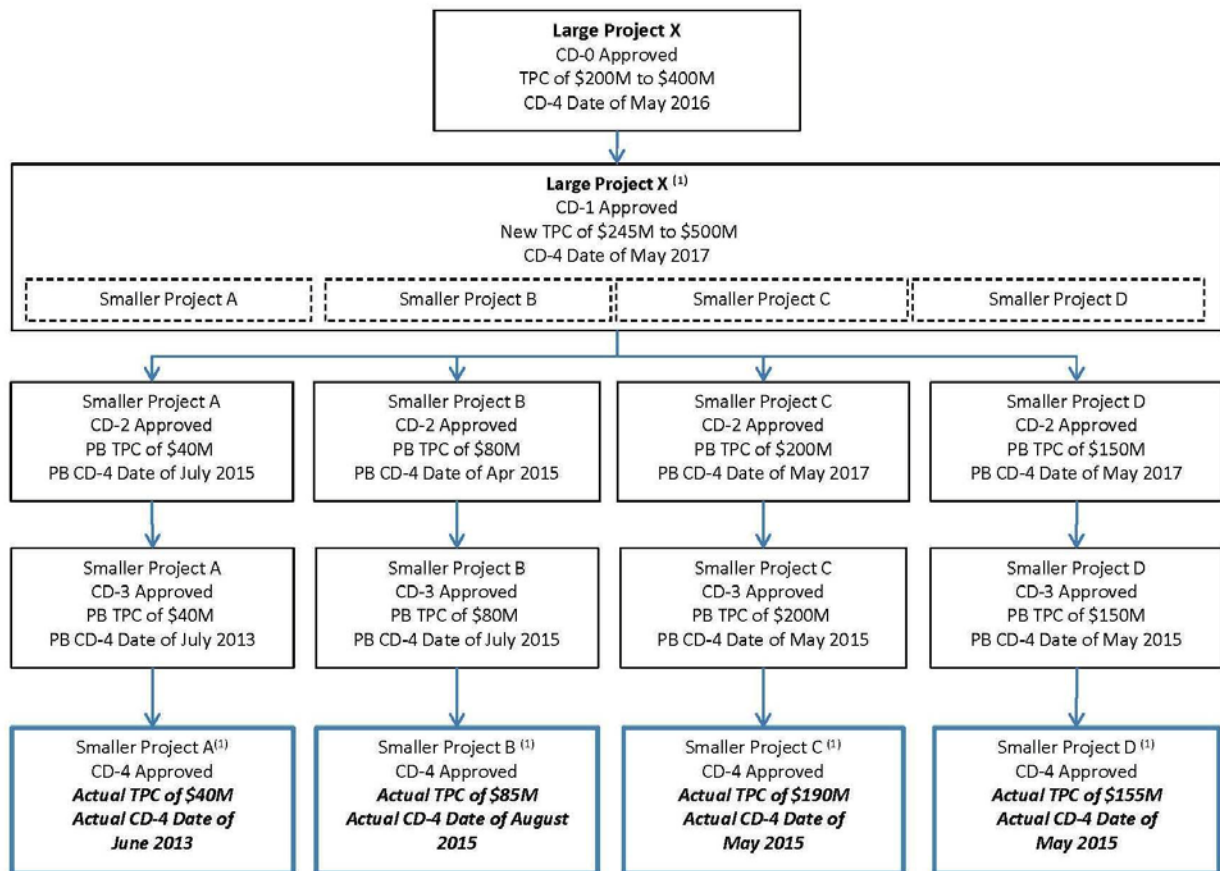 Large Project X
CD-0 Approved
TPC of $200M to $400M
CD-4 Date of May 2016
Large Project X (1)
CD-1 Approved
New TPC of $245M to $500M
CD-4 Date of May 2017
Smaller Project A
Smaller Project B
Smaller Project C
Smaller Project D
Smaller Project A
CD-2 Approved
PB TPC of $40M
PB CD-4 Date of July 2015
Smaller Project B
CD-2 Approved
PB TPC of $80M
PB CD-4 Date of Apr 2015
Smaller Project C
CD-2 Approved
PB TPC of $200M
PB CD-4 Date of May 2017
Smaller Project D
CD-2 Approved
PB TPC of $150M
PB CD-4 Date of May 2017
Smaller Project A
CD-3 Approved
PB TPC of $40M
PB CD-4 Date of July 2013
Smaller Project B
CD-3 Approved
PB TPC of $80M
PB CD-4 Date of July 2015
Smaller Project C
CD-3 Approved
PB TPC of $200M
PB CD-4 Date of May 2015
Smaller Project D
CD-3 Approved
PB TPC of $150M
PB CD-4 Date of May 2015
Smaller Project A(1)
CD-4 Approved
Actual TPC of $40M
Actual CD-4 Date of
June 2013
Smaller Project B (1)
CD-4 Approved
Actual TPC of $85M
Actual CD-4 Date of August
2015
Smaller Project C (1)
CD-4 Approved
Actual TPC of $190M
Actual CD-4 Date of
May 2015
Smaller Project D (1)
CD-4 Approved
Actual TPC of $155M
Actual CD-4 Date of
May 2015